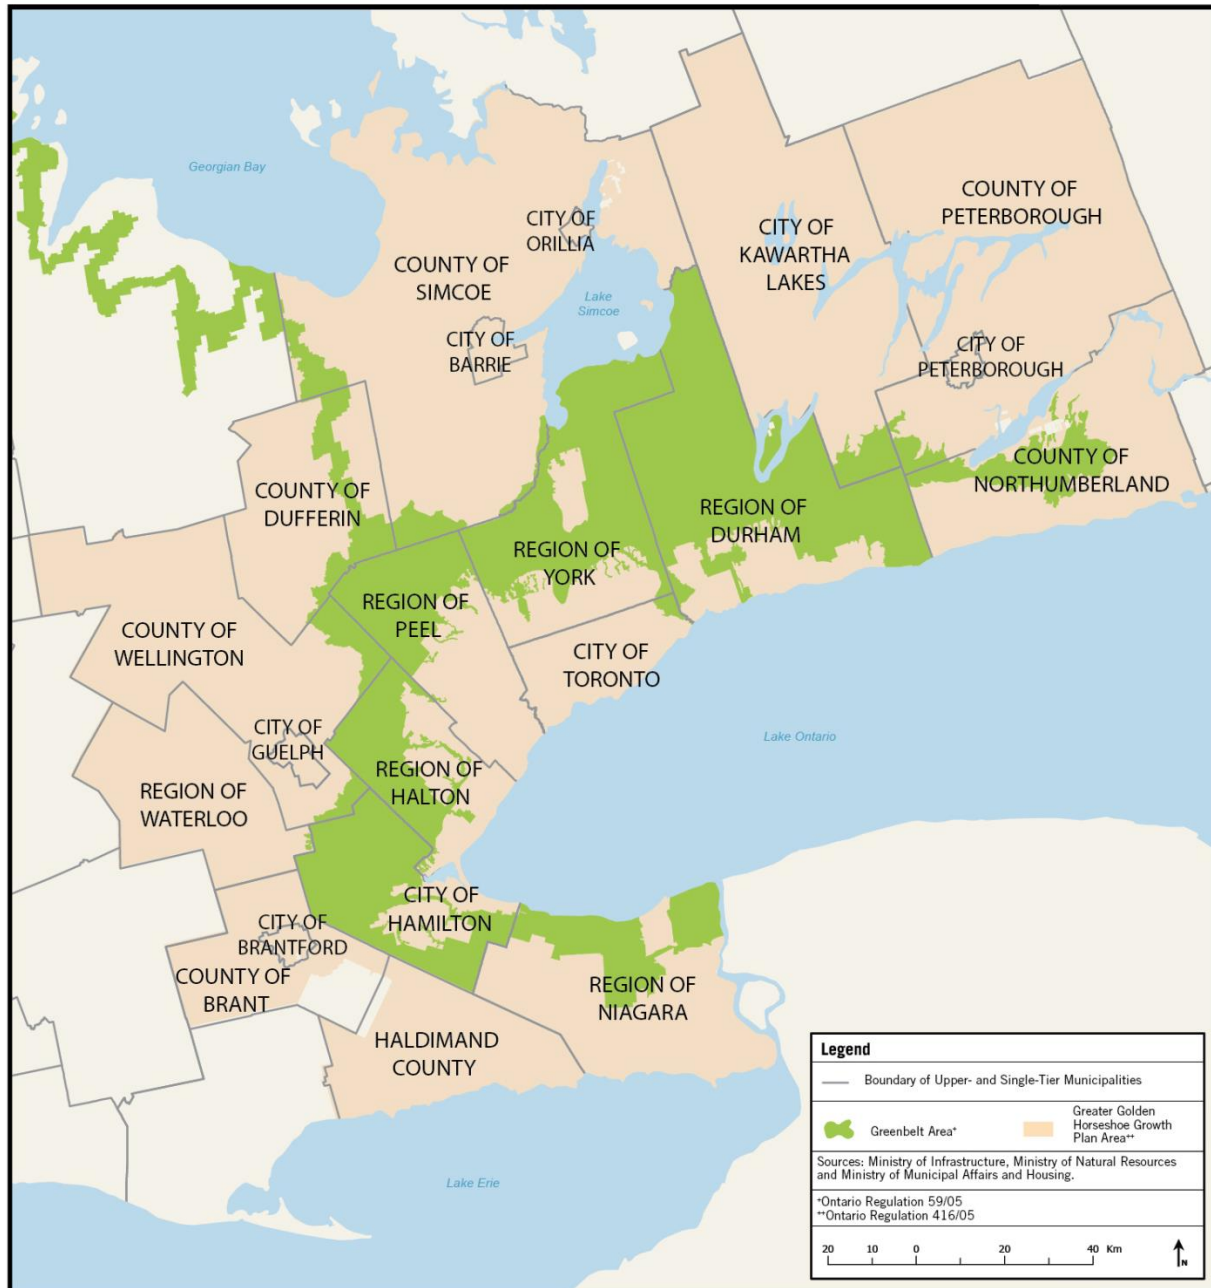 Georgian Bay
COUNTY OF
PETERBOROUGH
CITY OF
ORILLIA
CITY OF
KAWARTHA
LAKES
COUNTY OF
SIMCOE
Lake
Simcoe
CITY OF
BARRIE
CITY OF
PETERBOROUGH
COUNTY OF
NORTHUMBERLAND
COUNTY OF
DUFFERIN
REGION OF
DURHAM
REGION OF
YORK
REGION OF
PEEL
COUNTY OF
WELLINGTON
CITY OF
TORONTO
CITY OF
GUELPH
Lake Ontario
REGION OF
HALTON
REGION OF
WATERLOO
CITY OF
HAMILTON
CITY OF
BRANTFORD
COUNTY OF
BRANT
REGION OF
NIAGARA
HALDIMAND
COUNTY
Lake Erie
Legend
Boundary of Upper- and Single-Tier Municipalities
Greenbelt Area+
Greater Golden
Horseshoe Growth
Plan Area++
Sources: Ministry of Infrastructure, Ministry of Natural Resources
and Ministry of Municipal Affairs and Housing.
+Ontario Regulation 59/05
++Ontario Regulation 416/05
20 10 0 20 40 Km
N